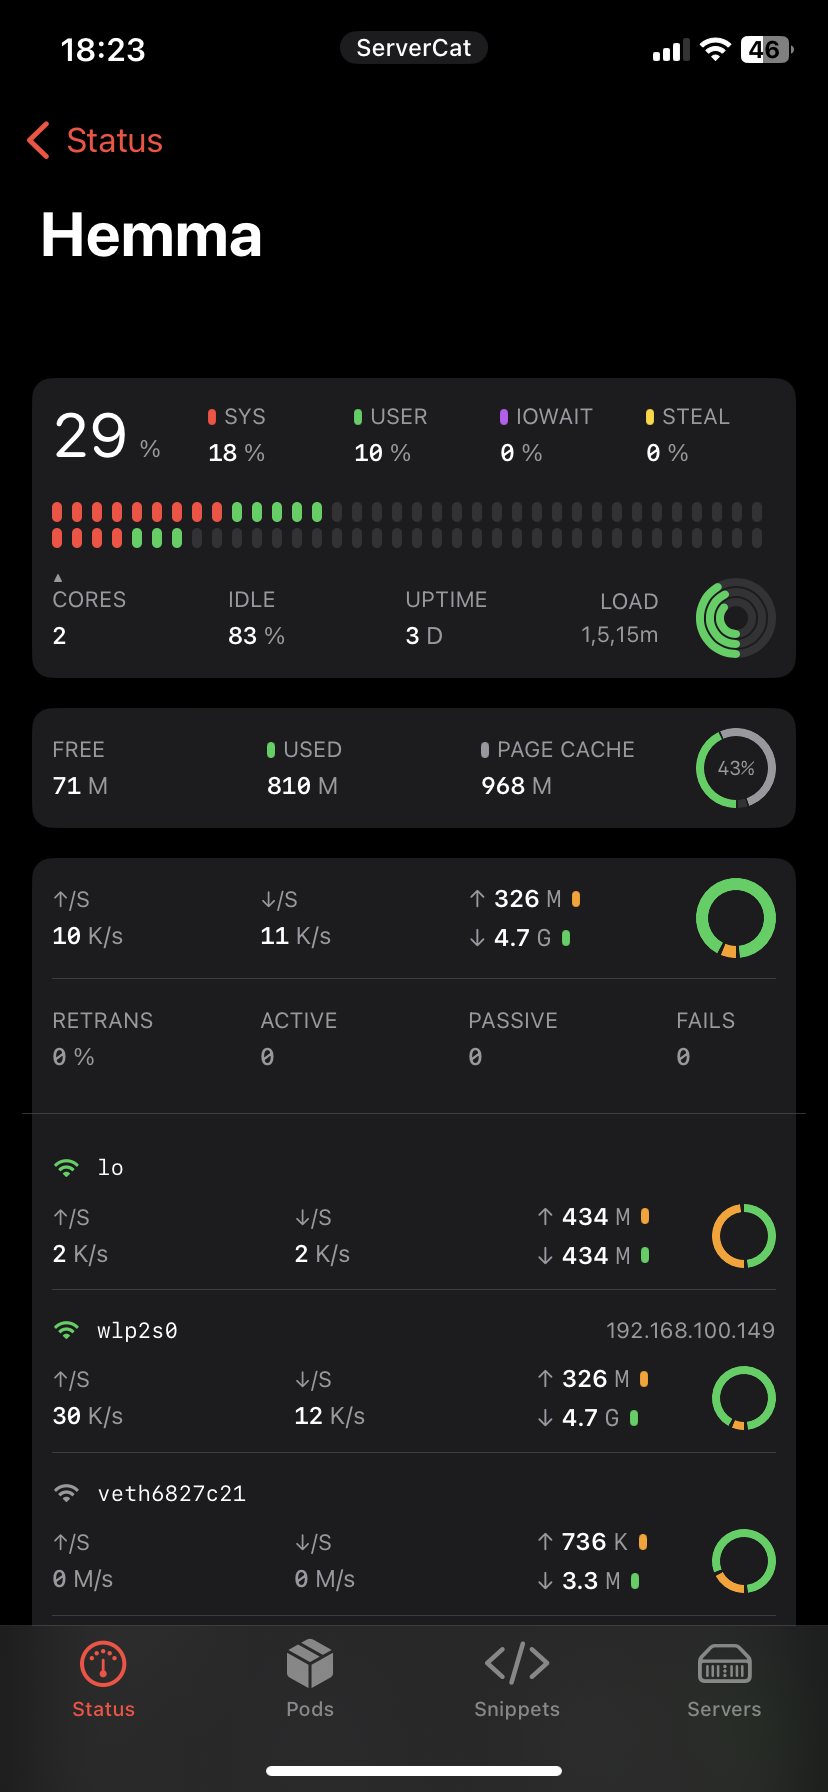 18:23
ServerCat
46
Status
Hemma
29 %
SYS USER IOWAIT STEAL
18 % 10 % 0 % 0 %
CORES IDLE UPTIME LOAD
2 83 % 3 D 1,5,15m
FREE USED PAGE CACHE
71 M 810 M 968 M
43%
↑/S ↓/S ↑ 326 M
10 K/s 11 K/s ↓ 4.7 G
RETRANS ACTIVE PASSIVE FAILS
0 % 0 0 0
lo
↑/S ↓/S ↑ 434 M
2 K/s 2 K/s ↓ 434 M
wlp2s0 192.168.100.149
↑/S ↓/S ↑ 326 M
30 K/s 12 K/s ↓ 4.7 G
veth6827c21
↑/S ↓/S ↑ 736 K
0 M/s 0 M/s ↓ 3.3 M
Status Pods Snippets Servers